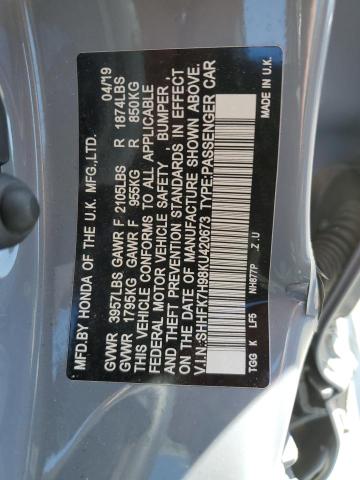 MFD.BY HONDA OF THE U.K. MFG.,LTD. 04/19
GVWR 3957LBS GAWR F 2105LBS R 1874LBS
GVWR 1795KG GAWR F 955KG R 850KG
THIS VEHICLE CONFORMS TO ALL APPLICABLE
FEDERAL MOTOR VEHICLE SAFETY, BUMPER,
AND THEFT PREVENTION STANDARDS IN EFFECT
ON THE DATE OF MANUFACTURE SHOWN ABOVE.
V.I.N.:SHHFK7H98KU420673 TYPE:PASSENGER CAR
TGG K LF5 NH877P Z U
MADE IN U.K.